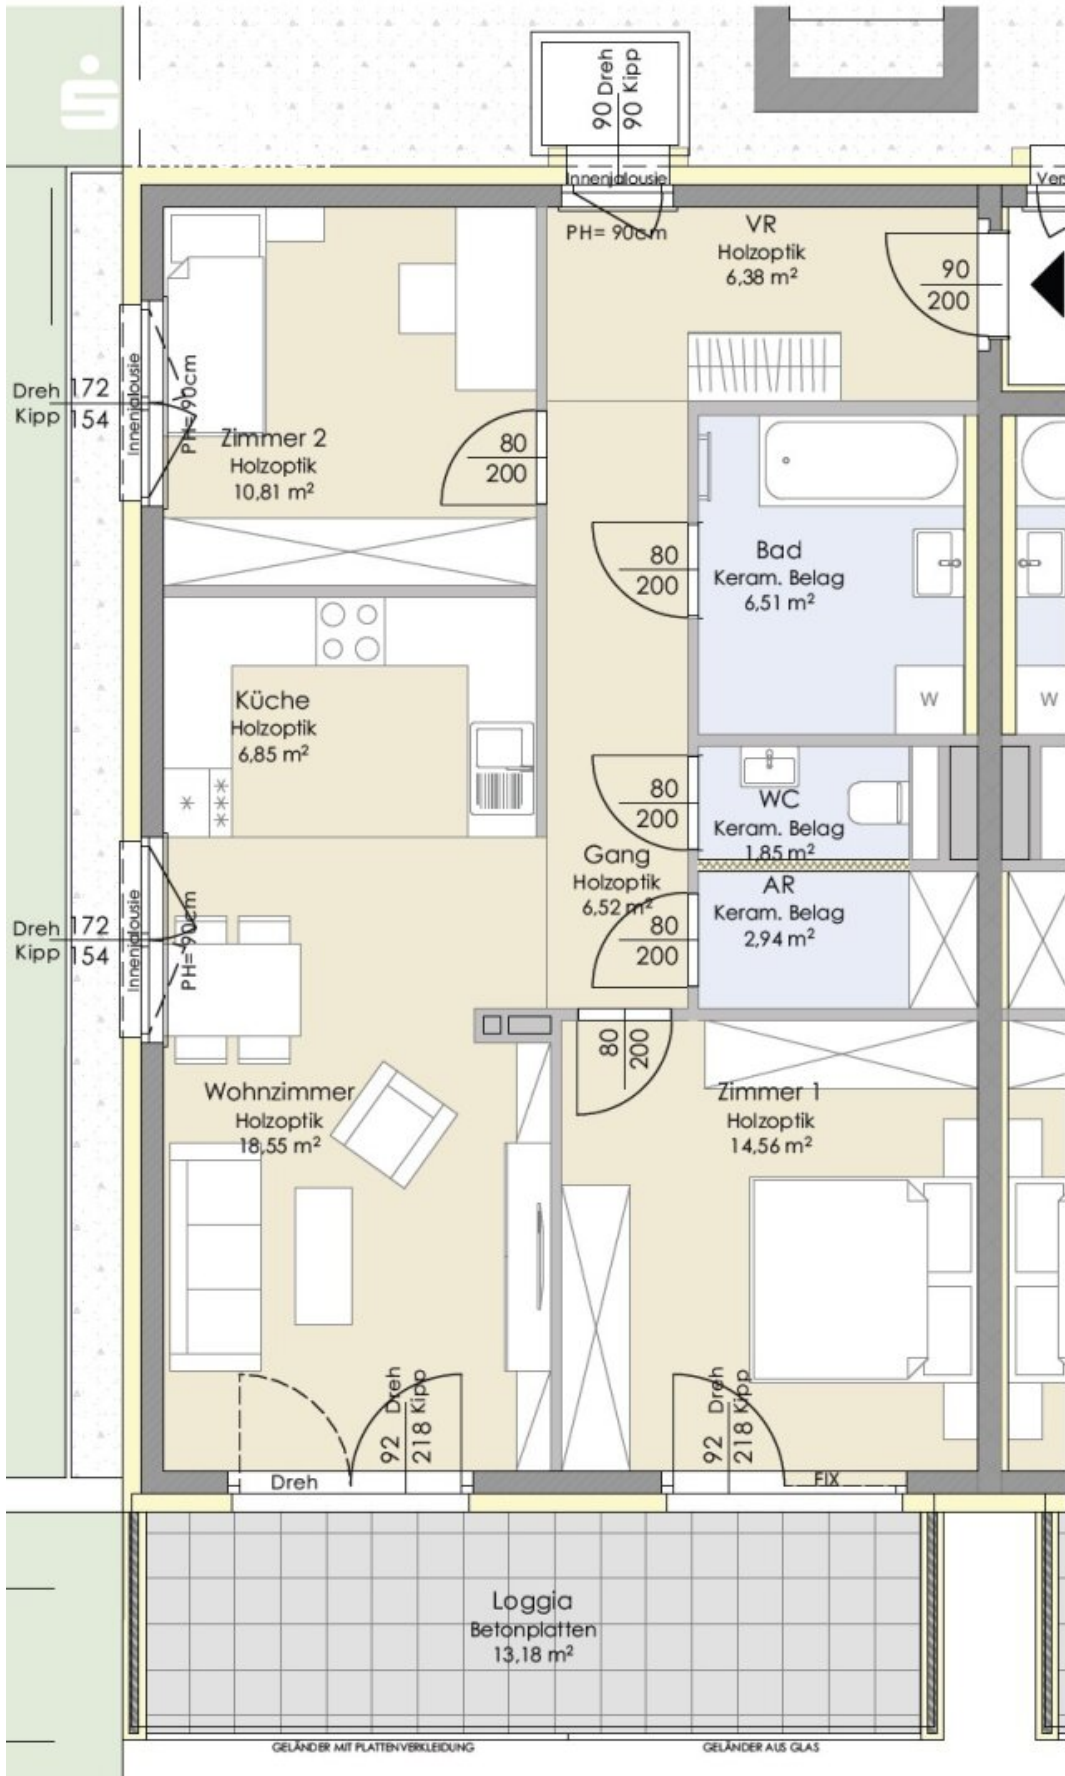 90 Dreh
90 Kipp
Innenjalousie
PH= 90cm
VR
Holzoptik
6,38 m²
90
200
Vers
Dreh 172
Kipp 154
Innenjalousie
PH= 90cm
Zimmer 2
Holzoptik
10,81 m²
80
200
80
200
Bad
Keram. Belag
6,51 m²
W
W
Küche
Holzoptik
6,85 m²
*
***
80
200
WC
Keram. Belag
1,85 m²
Gang
Holzoptik
6,52 m²
AR
Keram. Belag
2,94 m²
80
200
Dreh 172
Kipp 154
Innenjalousie
PH= 90cm
80
200
Wohnzimmer
Holzoptik
18,55 m²
Zimmer 1
Holzoptik
14,56 m²
92 Dreh
218 Kipp
92 Dreh
218 Kipp
Dreh
FIX
Loggia
Betonplatten
13,18 m²
GELÄNDER MIT PLATTENVERKLEIDUNG
GELÄNDER AUS GLAS